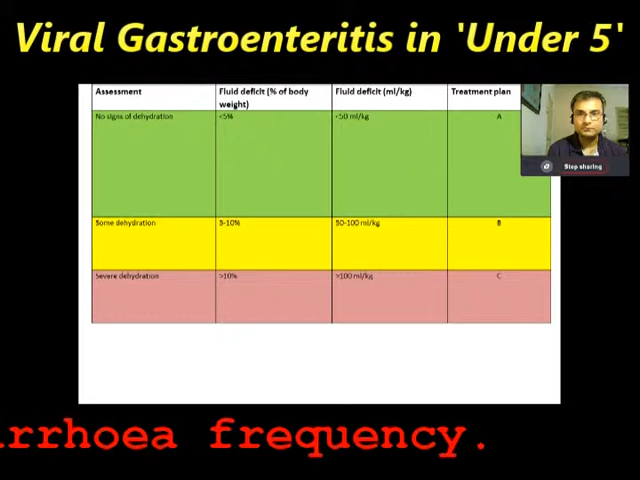 Viral Gastroenteritis in 'Under 5'
Assessment Fluid deficit (% of body weight) Fluid deficit (ml/kg) Treatment plan
No signs of dehydration <5% <50 ml/kg A
Some dehydration 5-10% 50-100 ml/kg B
Severe dehydration >10% >100 ml/kg C
Stop sharing
arrhoea frequency.